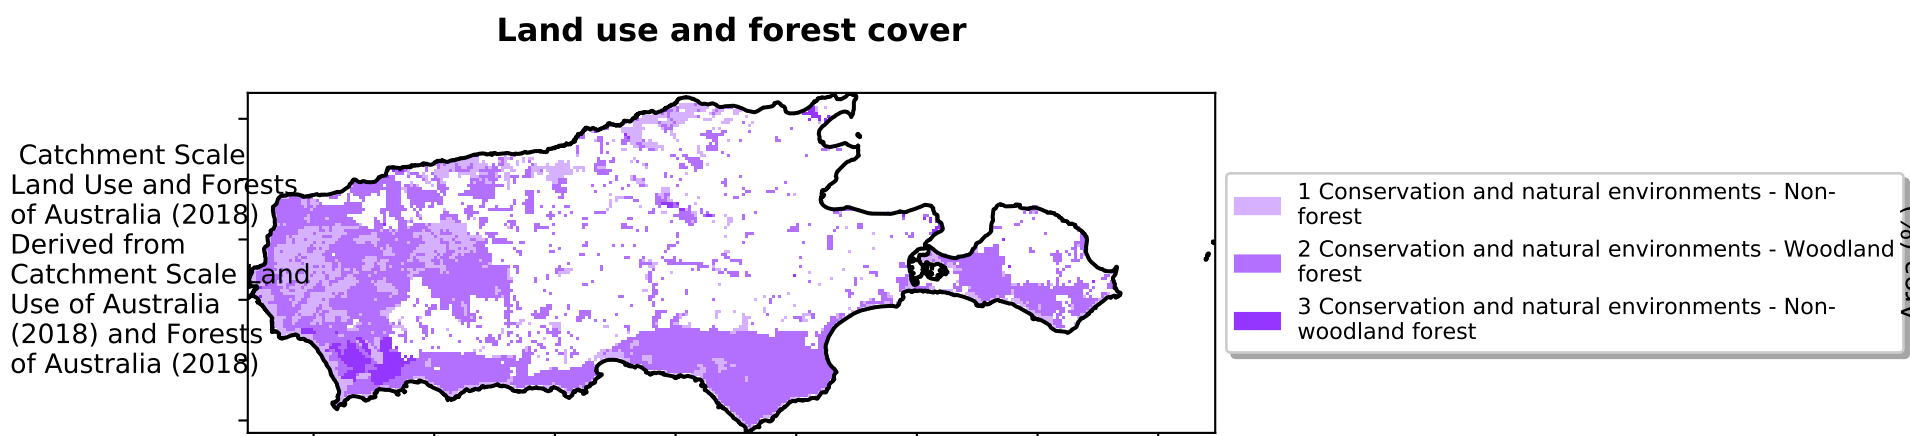 Land use and forest cover
Catchment Scale
Land Use and Forests
of Australia (2018)
Derived from
Catchment Scale Land
Use of Australia
(2018) and Forests
of Australia (2018)
1 Conservation and natural environments - Non-
forest
2 Conservation and natural environments - Woodland
forest
3 Conservation and natural environments - Non-
woodland forest